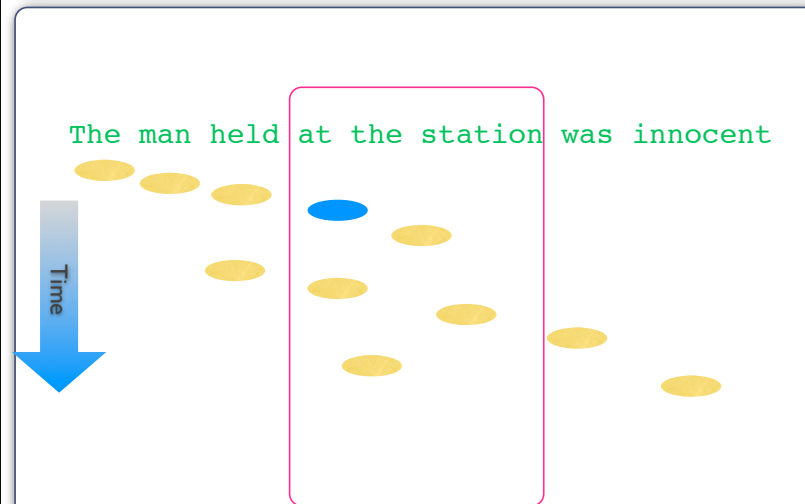 The man held at the station was innocent
Time